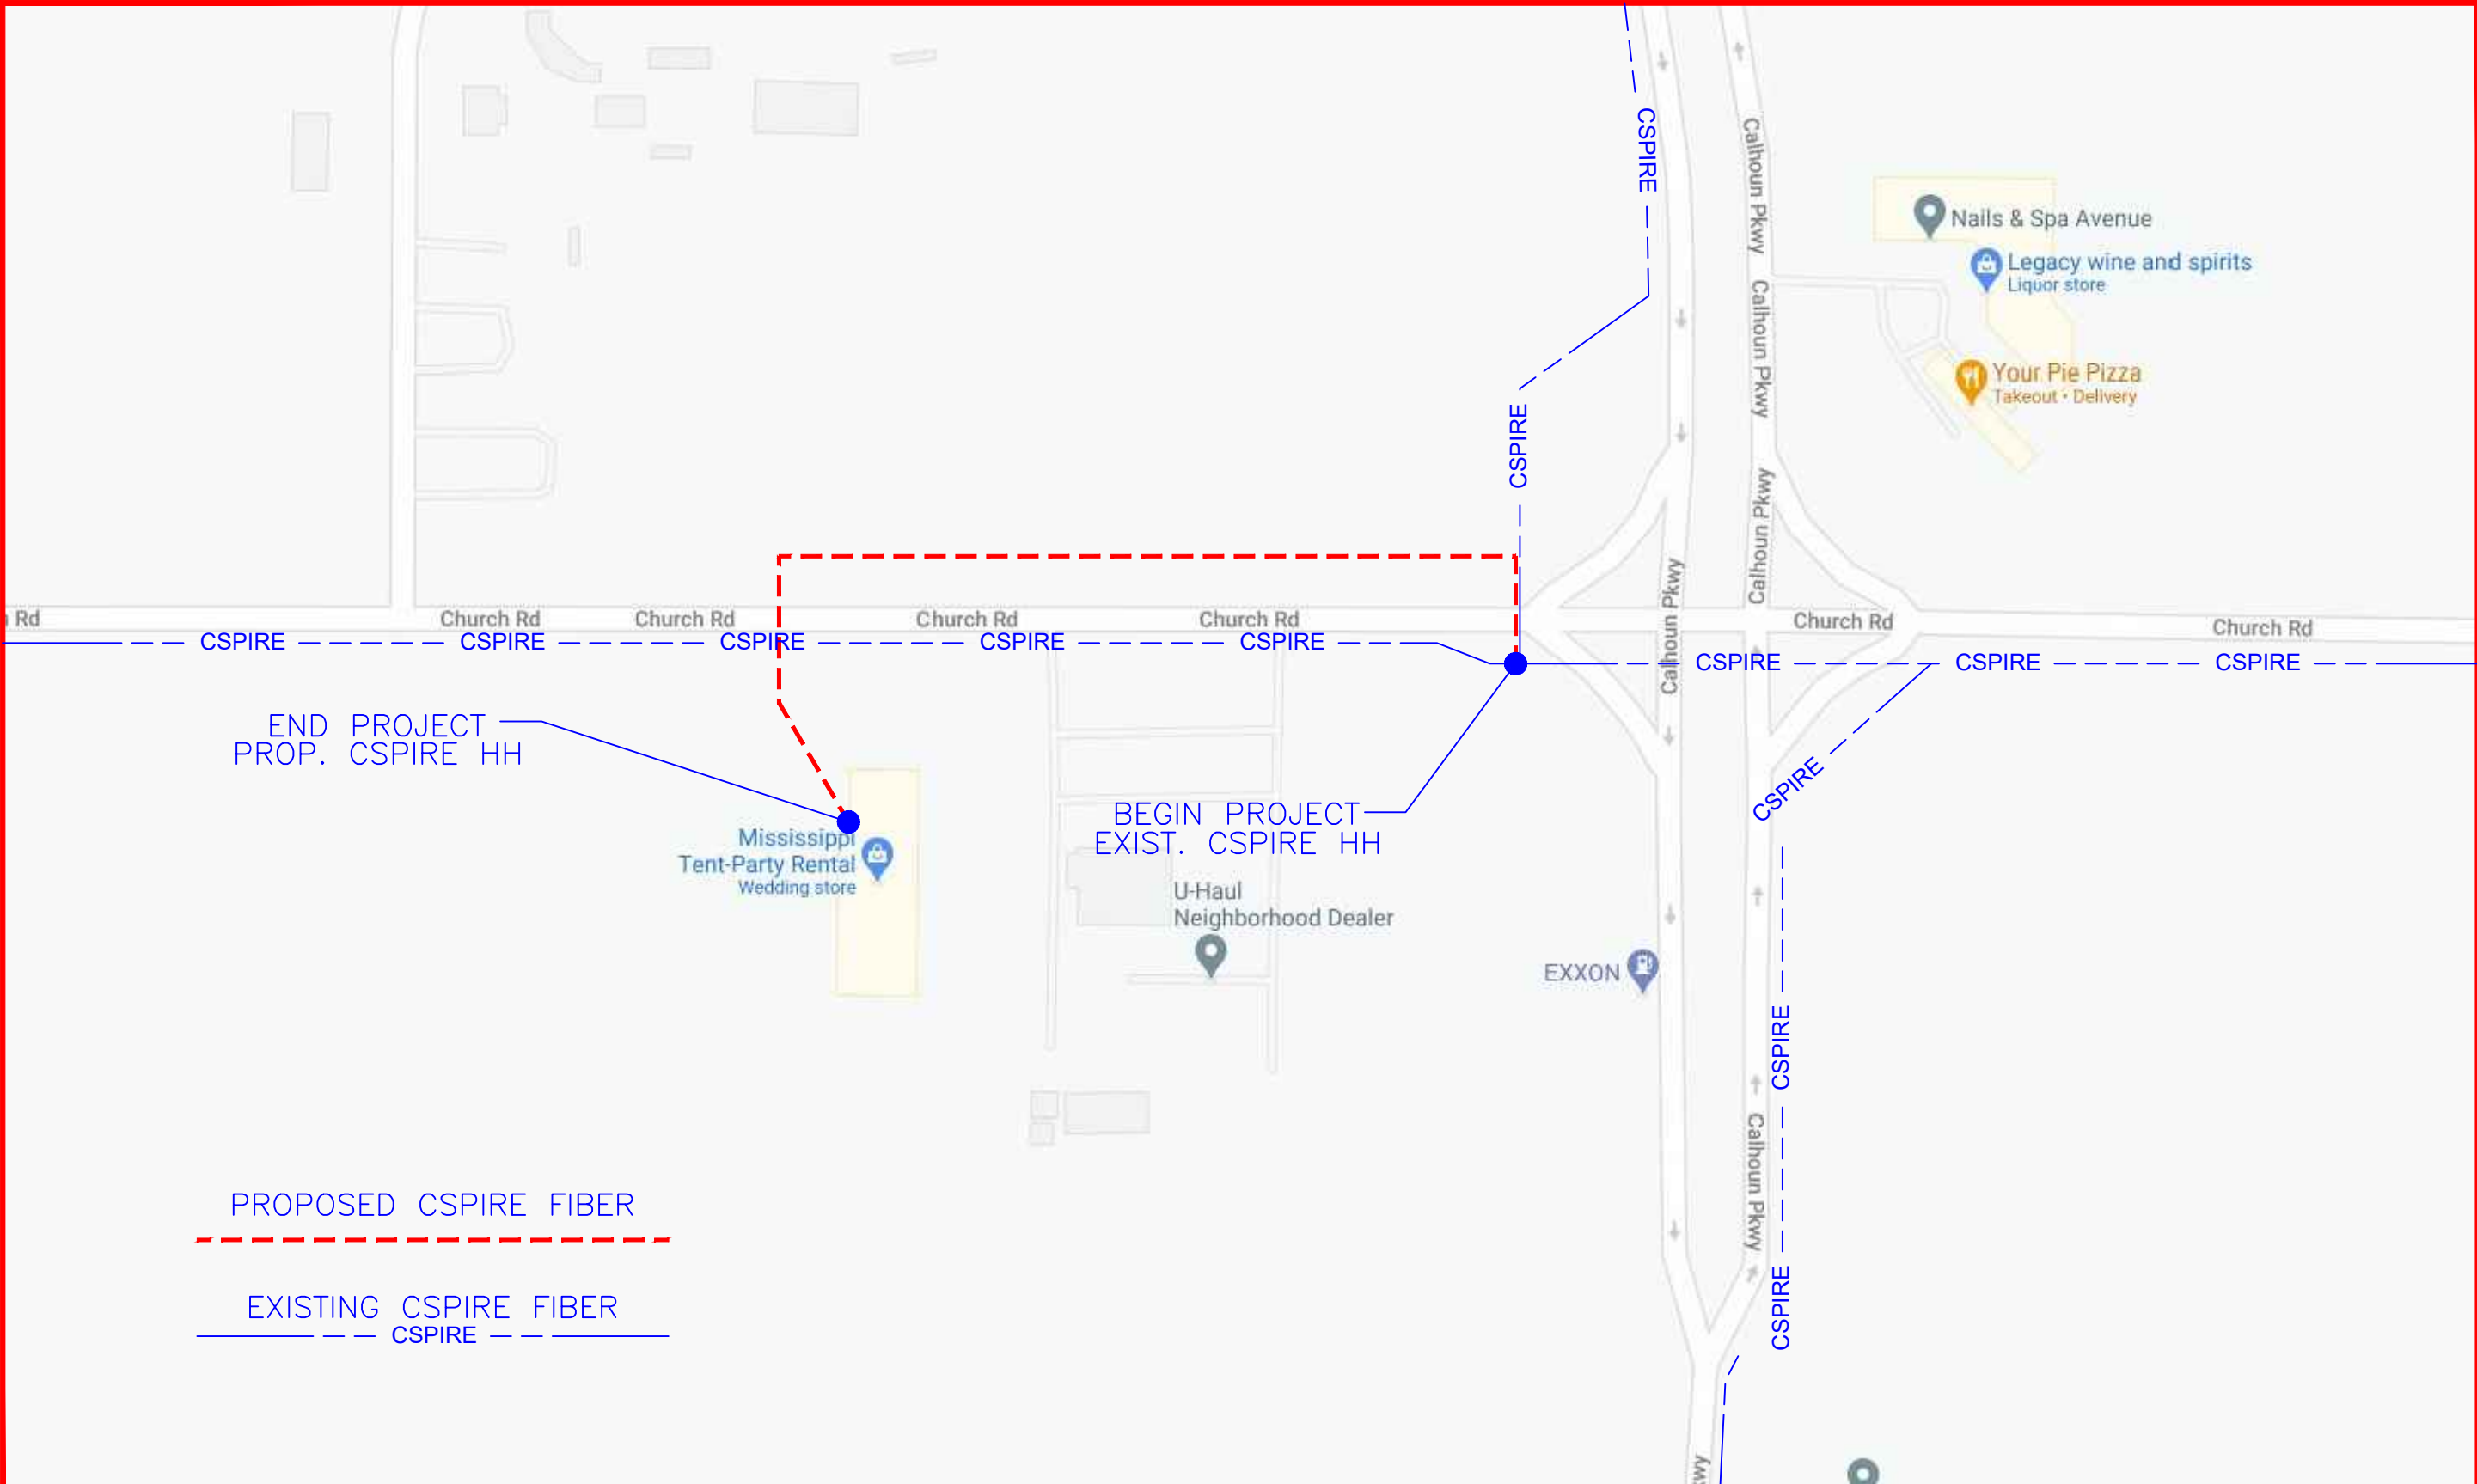 CSPIRE
Calhoun Pkwy
Nails & Spa Avenue
Legacy wine and spirits
Liquor store
Calhoun Pkwy
Your Pie Pizza
Takeout • Delivery
CSPIRE
Calhoun Pkwy
Calhoun Pkwy
Rd
Church Rd
Church Rd
Church Rd
Church Rd
Church Rd
Church Rd
CSPIRE
CSPIRE
CSPIRE
CSPIRE
CSPIRE
CSPIRE
CSPIRE
CSPIRE
END PROJECT
PROP. CSPIRE HH
CSPIRE
BEGIN PROJECT
EXIST. CSPIRE HH
Mississippi
Tent-Party Rental
Wedding store
U-Haul
Neighborhood Dealer
EXXON
CSPIRE
Calhoun Pkwy
PROPOSED CSPIRE FIBER
CSPIRE
EXISTING CSPIRE FIBER
CSPIRE